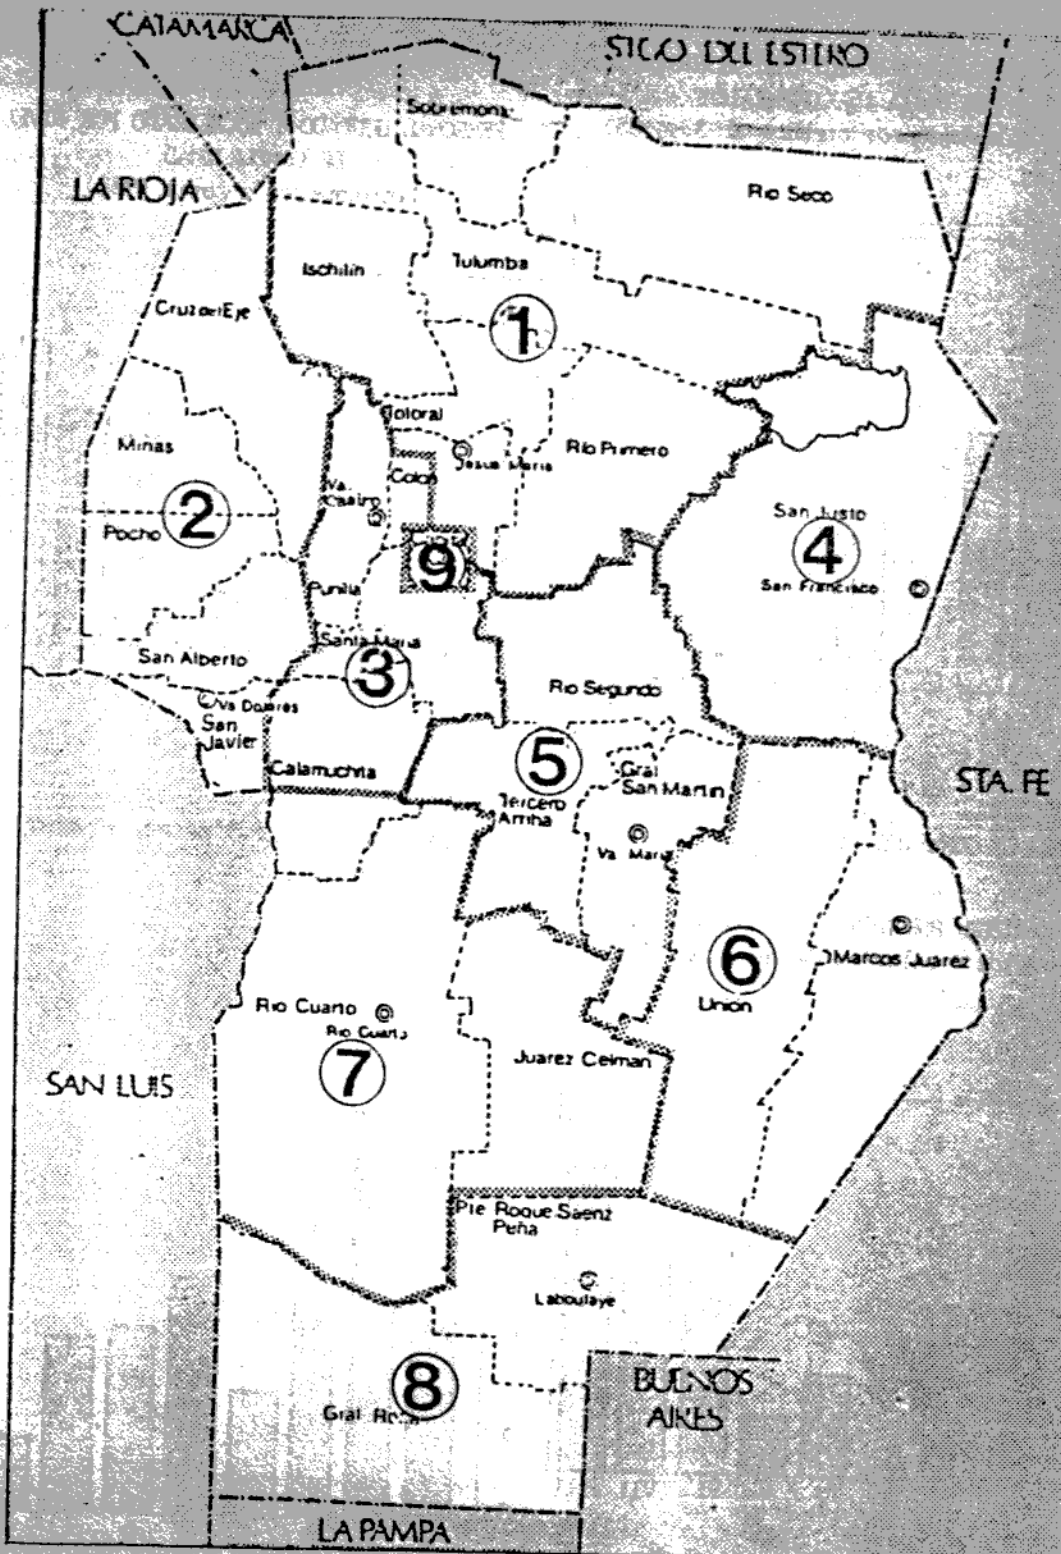 CATAMARCA
STGO DEL ESTERO
Sobremonte
LA RIOJA
Rio Seco
Ischilin
Tulumba
Cruz del Eje
1
Toloral
Minas
Jesus Maria
Río Primero
Colon
Va.
San Justo
2
Pocho
4
9
San Francisco
Punilla
Santa Maria
San Alberto
3
Rio Segundo
Va Dolores
San
Javier
5
Gral
San Martin
Calamuchita
STA. FE
Tercero
Arriba
Va. Maria
6
Marcos Juarez
Rio Cuarto
Rio Cuarto
Union
Juarez Celman
7
SAN LUIS
Pte Roque Saenz
Peña
Laboulaye
8
BUENOS
AIRES
Gral
LA PAMPA